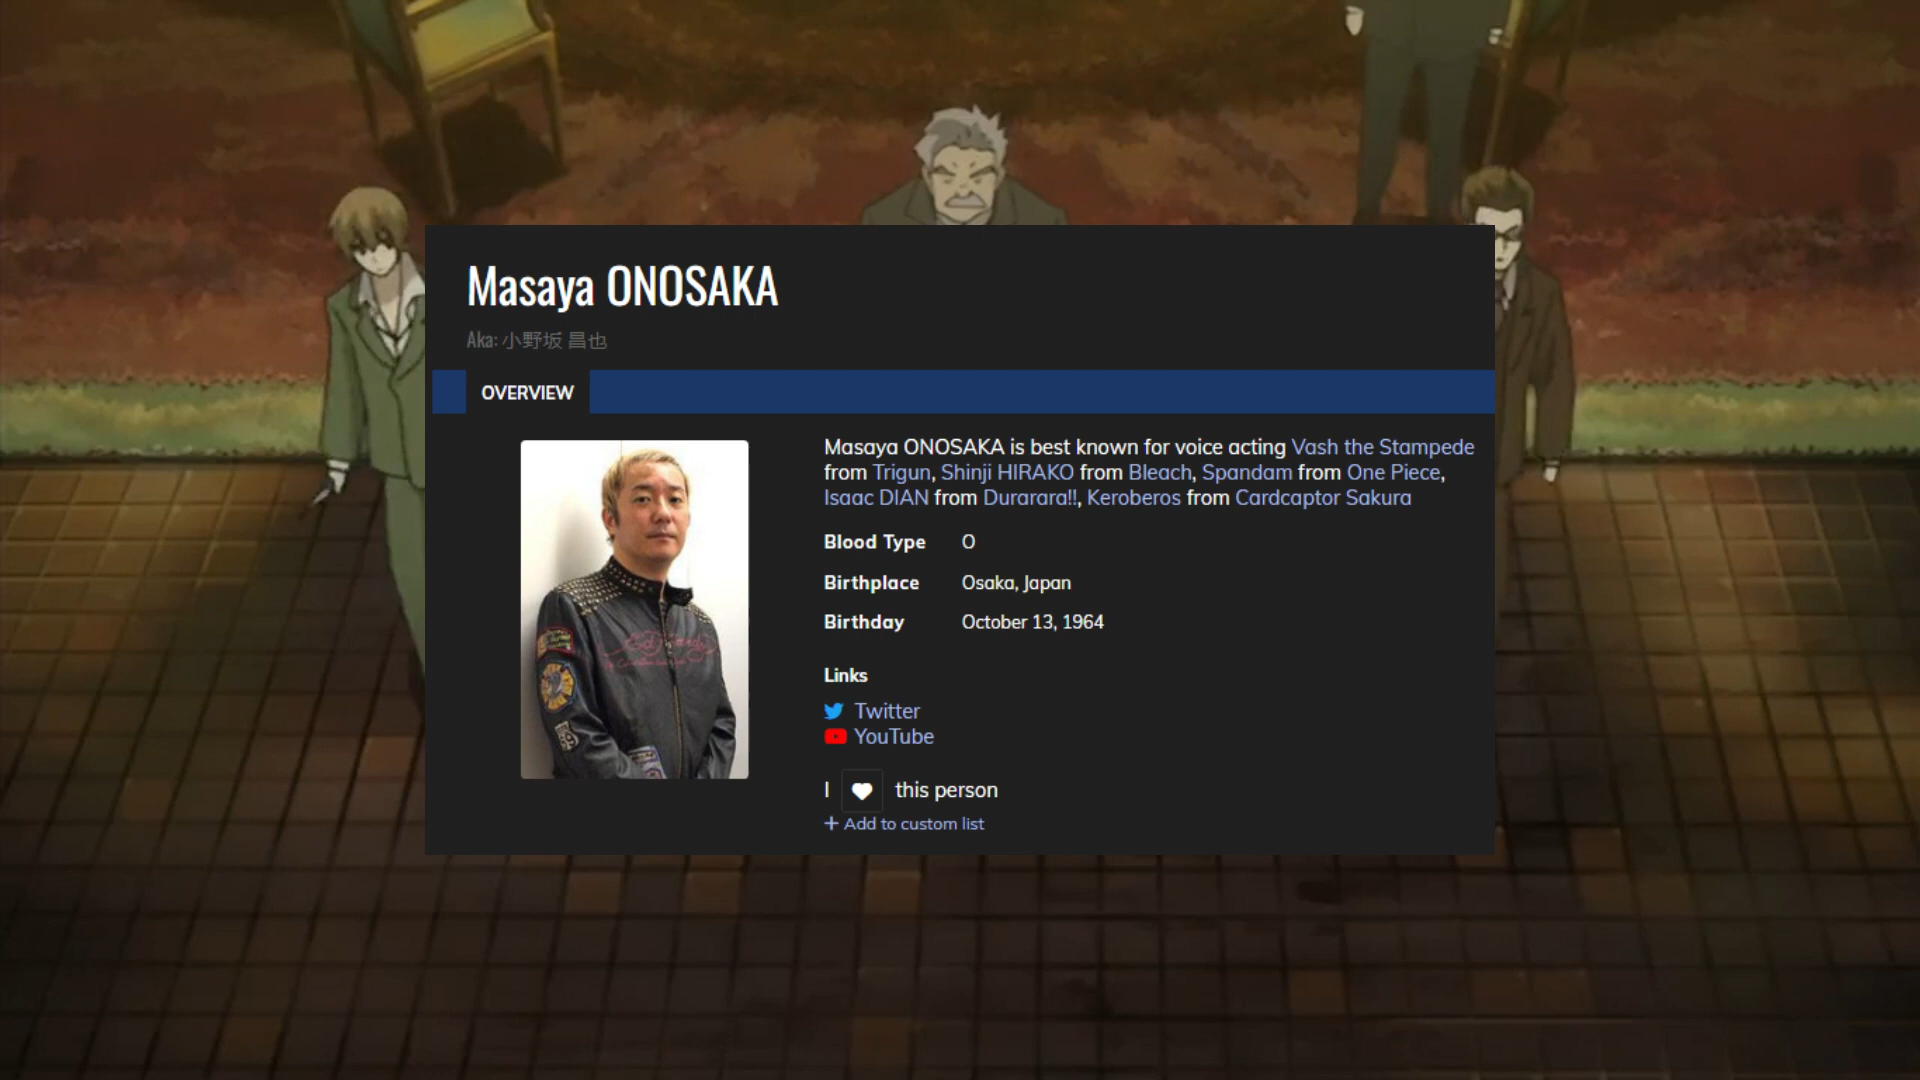 Masaya ONOSAKA
Aka: 小野坂 昌也
OVERVIEW
Masaya ONOSAKA is best known for voice acting Vash the Stampede
from Trigun, Shinji HIRAKO from Bleach, Spandam from One Piece,
Isaac DIAN from Durarara!!, Keroberos from Cardcaptor Sakura
Blood Type O
Birthplace Osaka, Japan
Birthday October 13, 1964
Links
Twitter
YouTube
I this person
+ Add to custom list
Ed Hardy